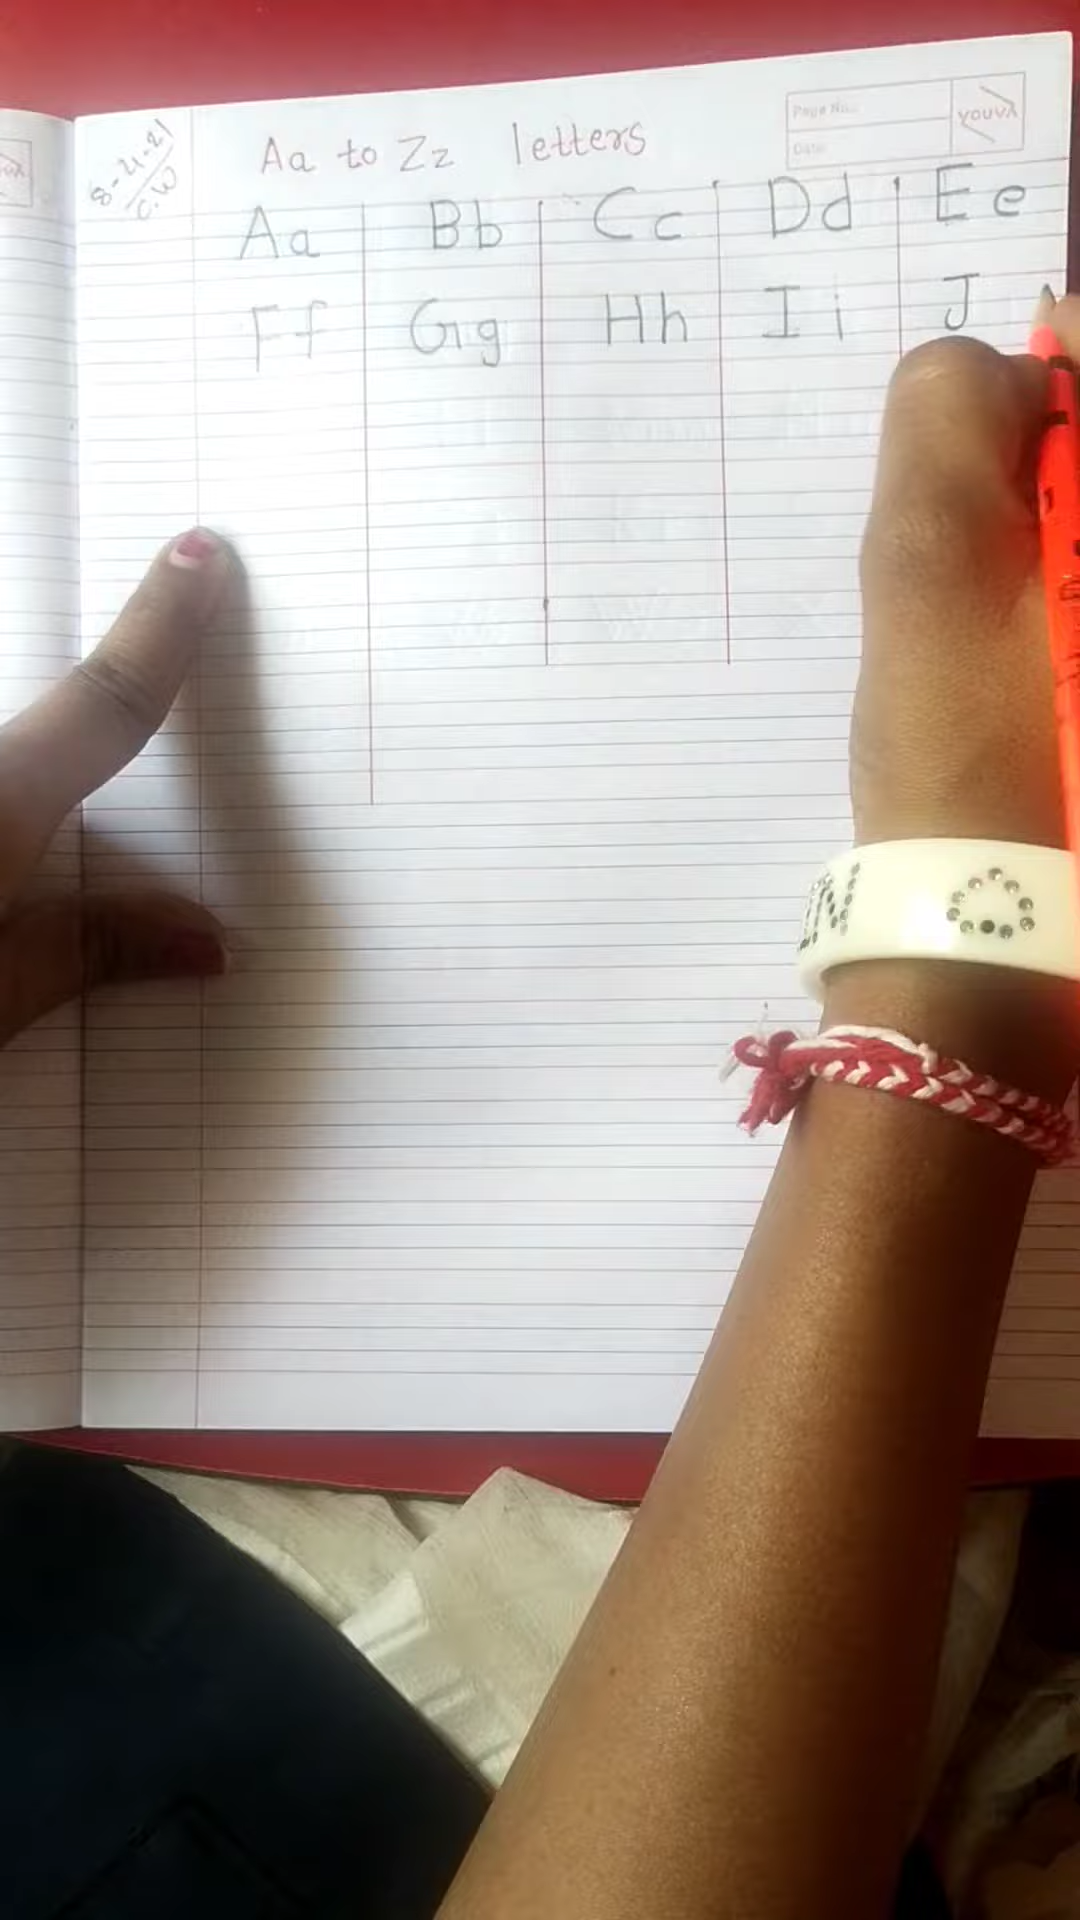 8-4-21
C.W
Aa to Zz letters
Page No.:
Date:
YOUVA
Aa Bb Cc Dd Ee
Ff Gg Hh Ii J